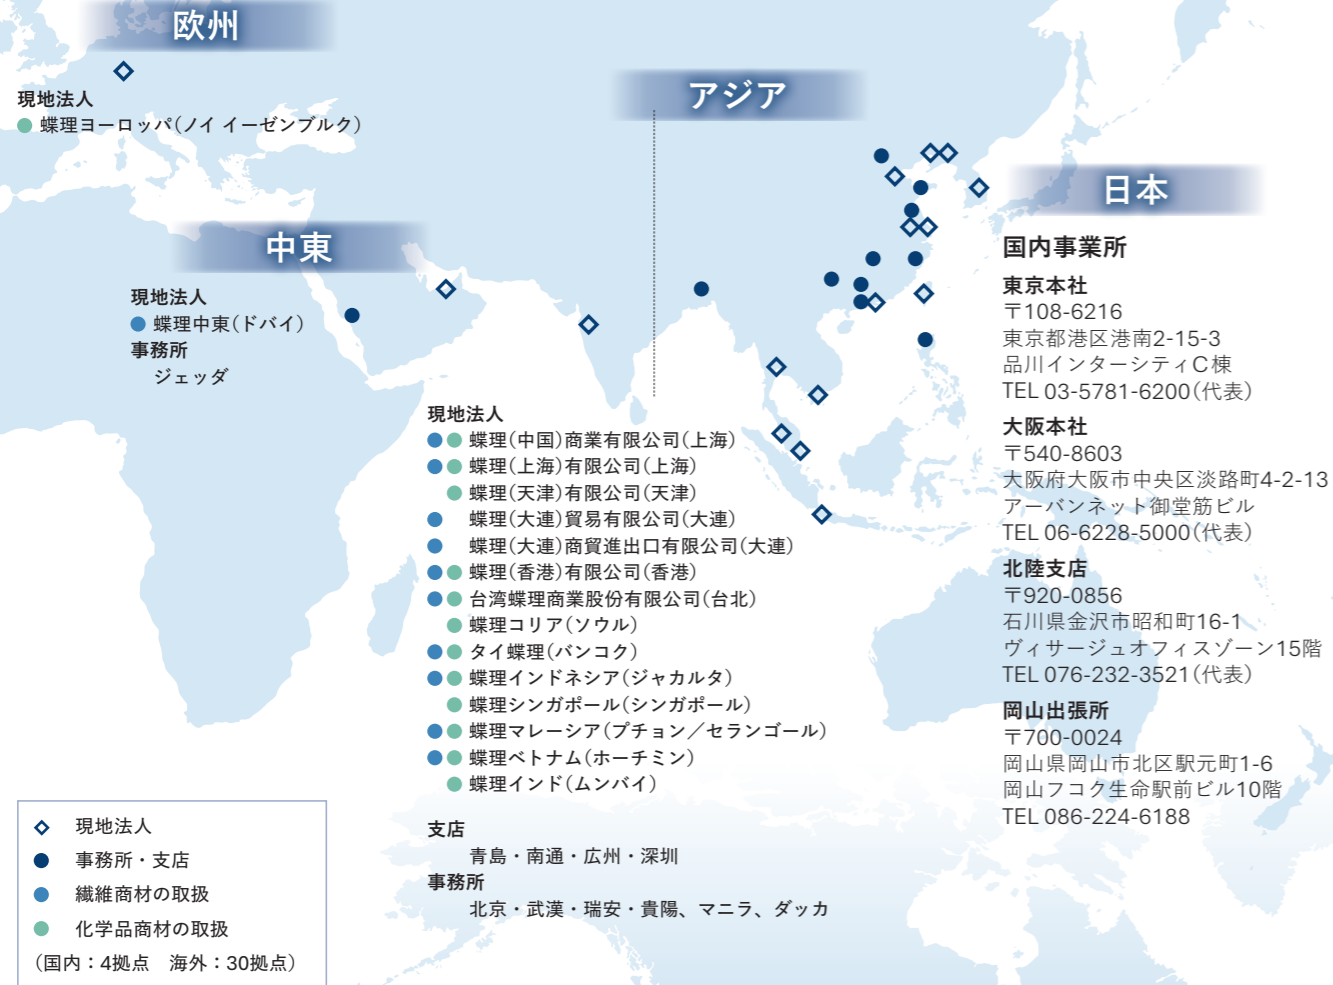 欧州
現地法人
蝶理ヨーロッパ(ノイ イーゼンブルク)
中東
現地法人
蝶理中東(ドバイ)
事務所
ジェッダ
アジア
現地法人
蝶理(中国)商業有限公司(上海)
蝶理(上海)有限公司(上海)
蝶理(天津)有限公司(天津)
蝶理(大連)貿易有限公司(大連)
蝶理(大連)商貿進出口有限公司(大連)
蝶理(香港)有限公司(香港)
台湾蝶理商業股份有限公司(台北)
蝶理コリア(ソウル)
タイ蝶理(バンコク)
蝶理インドネシア(ジャカルタ)
蝶理シンガポール(シンガポール)
蝶理マレーシア(プチョン／セランゴール)
蝶理ベトナム(ホーチミン)
蝶理インド(ムンバイ)
支店
青島・南通・広州・深圳
事務所
北京・武漢・瑞安・貴陽、マニラ、ダッカ
日本
国内事業所
東京本社
〒108-6216
東京都港区港南2-15-3
品川インターシティC棟
TEL 03-5781-6200(代表)
大阪本社
〒540-8603
大阪府大阪市中央区淡路町4-2-13
アーバンネット御堂筋ビル
TEL 06-6228-5000(代表)
北陸支店
〒920-0856
石川県金沢市昭和町16-1
ヴィサージュオフィスゾーン15階
TEL 076-232-3521(代表)
岡山出張所
〒700-0024
岡山県岡山市北区駅元町1-6
岡山フコク生命駅前ビル10階
TEL 086-224-6188
現地法人
事務所・支店
繊維商材の取扱
化学品商材の取扱
(国内：4拠点　海外：30拠点)